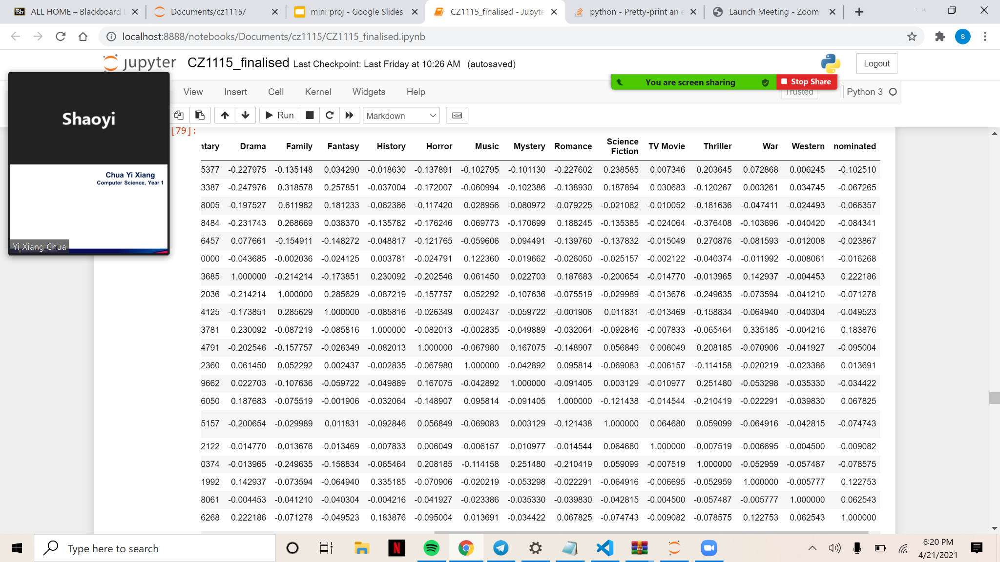 ALL HOME – Blackboard
Documents/cz1115/
mini proj - Google Slides
CZ1115_finalised - Jupyte
python - Pretty-print an
Launch Meeting - Zoom
localhost:8888/notebooks/Documents/cz1115/CZ1115_finalised.ipynb
S
jupyter CZ1115_finalised Last Checkpoint: Last Friday at 10:26 AM (autosaved)
Logout
You are screen sharing
Stop Share
View Insert Cell Kernel Widgets Help
Trusted
Python 3
Run
Markdown
Shaoyi
Chua Yi Xiang
Computer Science, Year 1
Yi Xiang Chua
[79]:
ntary Drama Family Fantasy History Horror Music Mystery Romance Science Fiction TV Movie Thriller War Western nominated
5377 -0.227975 -0.135148 0.034290 -0.018630 -0.137891 -0.102795 -0.101130 -0.227602 0.238585 0.007346 0.203645 0.072868 0.006245 -0.102510
3387 -0.247976 0.318578 0.257851 -0.037004 -0.172007 -0.060994 -0.102386 -0.138930 0.187894 0.030683 -0.120267 0.003261 0.034745 -0.067265
8005 -0.197527 0.611982 0.181233 -0.062386 -0.117420 0.028956 -0.080972 -0.079225 -0.021082 -0.010052 -0.181636 -0.047411 -0.024493 -0.066357
8484 -0.231743 0.268669 0.038370 -0.135782 -0.176246 0.069773 -0.170699 0.188245 -0.135385 -0.024064 -0.376408 -0.103696 -0.040420 -0.084341
6457 0.077661 -0.154911 -0.148272 -0.048817 -0.121765 -0.059606 0.094491 -0.139760 -0.137832 -0.015049 0.270876 -0.081593 -0.012008 -0.023867
0000 -0.043685 -0.002036 -0.024125 0.003781 -0.024791 0.122360 -0.019662 -0.026050 -0.025157 -0.002122 -0.040374 -0.011992 -0.008061 -0.016268
3685 1.000000 -0.214214 -0.173851 0.230092 -0.202546 0.061450 0.022703 0.187683 -0.200654 -0.014770 -0.013965 0.142937 -0.004453 0.222186
2036 -0.214214 1.000000 0.285629 -0.087219 -0.157757 0.052292 -0.107636 -0.075519 -0.029989 -0.013676 -0.249635 -0.073594 -0.041210 -0.071278
4125 -0.173851 0.285629 1.000000 -0.085816 -0.026349 0.002437 -0.059722 -0.001906 0.011831 -0.013469 -0.158834 -0.064940 -0.040304 -0.049523
3781 0.230092 -0.087219 -0.085816 1.000000 -0.082013 -0.002835 -0.049889 -0.032064 -0.092846 -0.007833 -0.065464 0.335185 -0.004216 0.183876
4791 -0.202546 -0.157757 -0.026349 -0.082013 1.000000 -0.067980 0.167075 -0.148907 0.056849 0.006049 0.208185 -0.070906 -0.041927 -0.095004
2360 0.061450 0.052292 0.002437 -0.002835 -0.067980 1.000000 -0.042892 0.095814 -0.069083 -0.006157 -0.114158 -0.020219 -0.023386 0.013691
9662 0.022703 -0.107636 -0.059722 -0.049889 0.167075 -0.042892 1.000000 -0.091405 0.003129 -0.010977 0.251480 -0.053298 -0.035330 -0.034422
6050 0.187683 -0.075519 -0.001906 -0.032064 -0.148907 0.095814 -0.091405 1.000000 -0.121438 -0.014544 -0.210419 -0.022291 -0.039830 0.067825
5157 -0.200654 -0.029989 0.011831 -0.092846 0.056849 -0.069083 0.003129 -0.121438 1.000000 0.064680 0.059099 -0.064916 -0.042815 -0.074743
2122 -0.014770 -0.013676 -0.013469 -0.007833 0.006049 -0.006157 -0.010977 -0.014544 0.064680 1.000000 -0.007519 -0.006695 -0.004500 -0.009082
0374 -0.013965 -0.249635 -0.158834 -0.065464 0.208185 -0.114158 0.251480 -0.210419 0.059099 -0.007519 1.000000 -0.052959 -0.057487 -0.078575
1992 0.142937 -0.073594 -0.064940 0.335185 -0.070906 -0.020219 -0.053298 -0.022291 -0.064916 -0.006695 -0.052959 1.000000 -0.005777 0.122753
8061 -0.004453 -0.041210 -0.040304 -0.004216 -0.041927 -0.023386 -0.035330 -0.039830 -0.042815 -0.004500 -0.057487 -0.005777 1.000000 0.062543
6268 0.222186 -0.071278 -0.049523 0.183876 -0.095004 0.013691 -0.034422 0.067825 -0.074743 -0.009082 -0.078575 0.122753 0.062543 1.000000
Type here to search
6:20 PM
4/21/2021